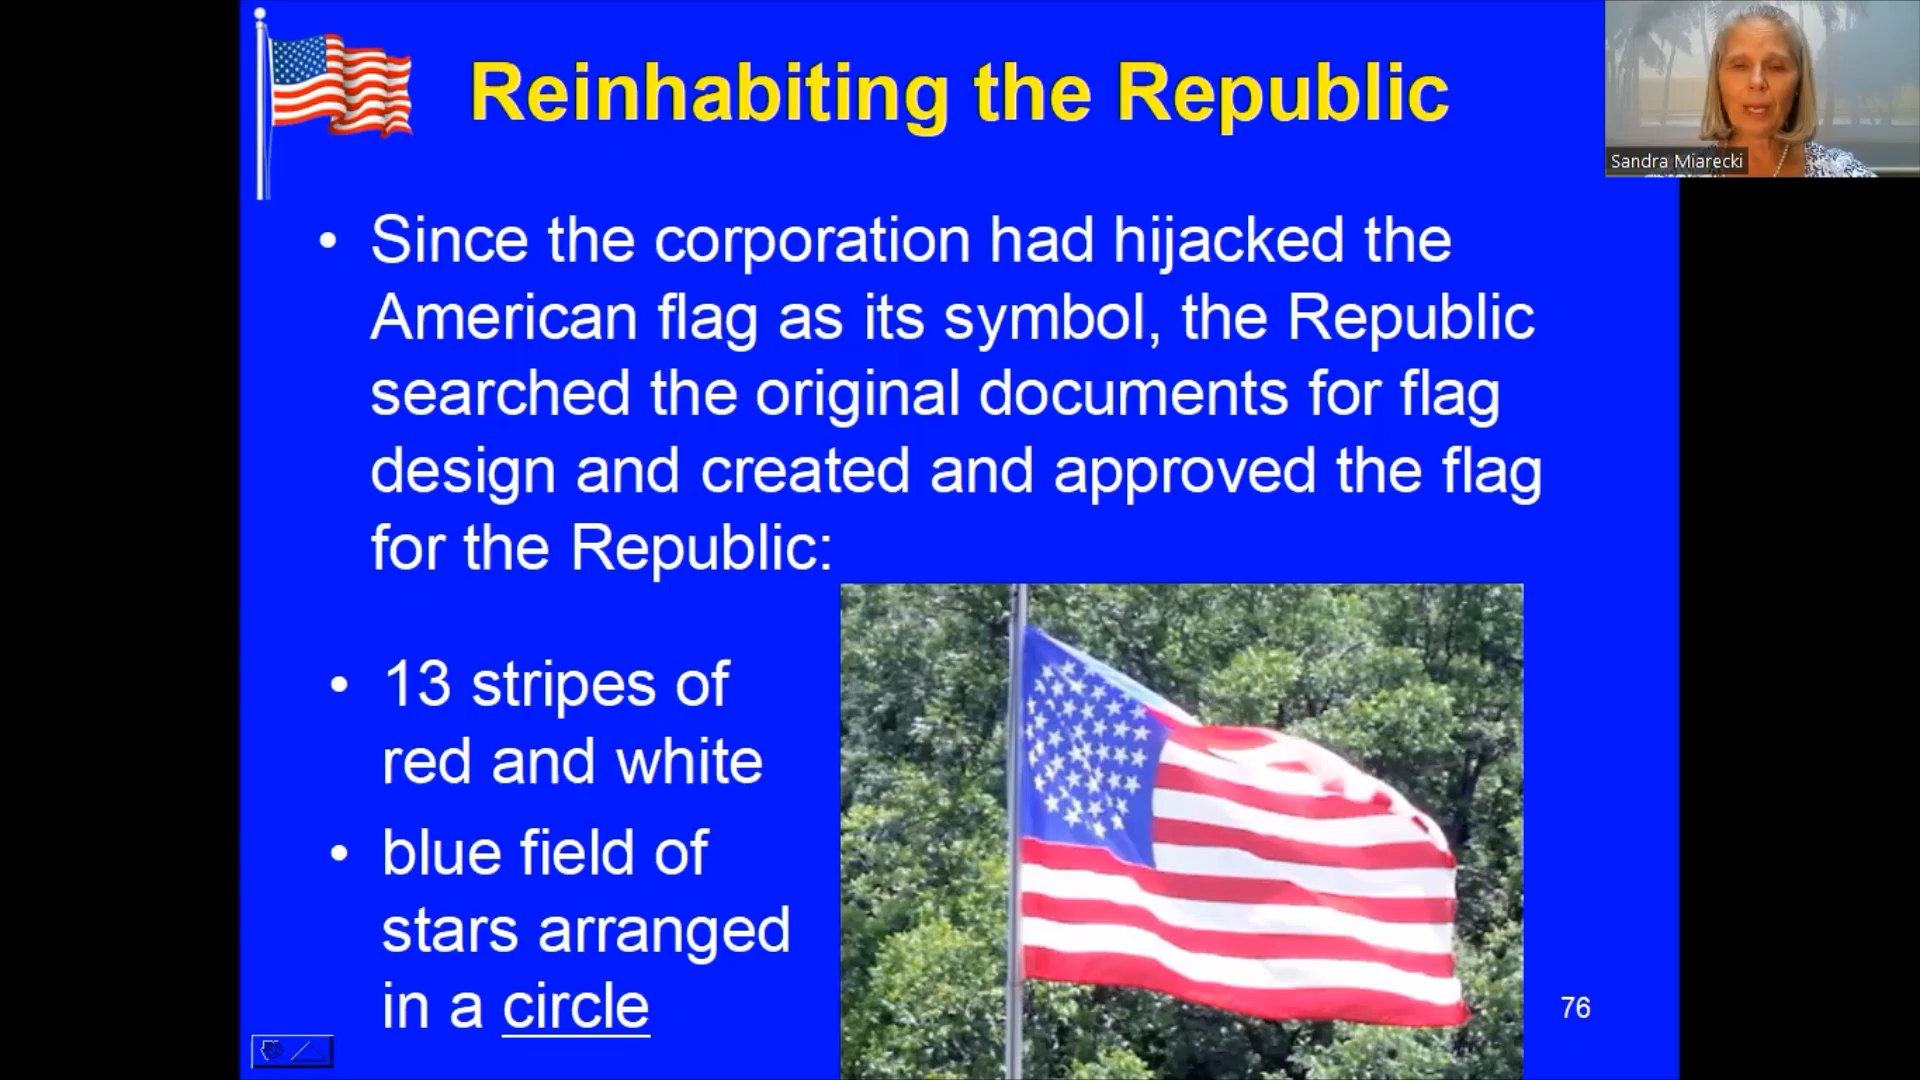 Reinhabiting the Republic
Sandra Miarecki
• Since the corporation had hijacked the
American flag as its symbol, the Republic
searched the original documents for flag
design and created and approved the flag
for the Republic:
• 13 stripes of
red and white
• blue field of
stars arranged
in a circle
76